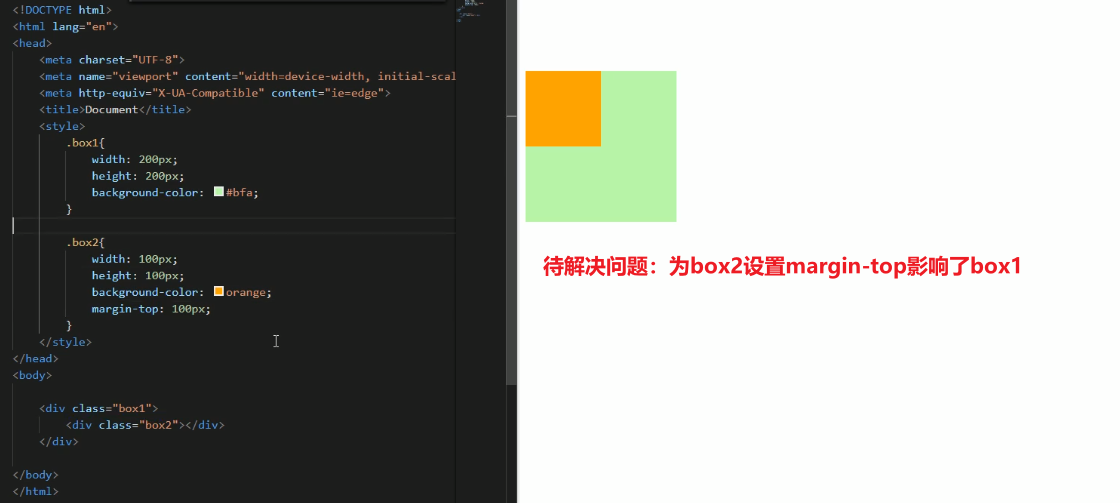 <!DOCTYPE html>
<html lang="en">
<head>
    <meta charset="UTF-8">
    <meta name="viewport" content="width=device-width, initial-scal
    <meta http-equiv="X-UA-Compatible" content="ie=edge">
    <title>Document</title>
    <style>
        .box1{
            width: 200px;
            height: 200px;
            background-color: #bfa;
        }
        .box2{
            width: 100px;
            height: 100px;
            background-color: orange;
            margin-top: 100px;
        }
    </style>
</head>
<body>
    <div class="box1">
        <div class="box2"></div>
    </div>
</body>
</html>
待解决问题：为box2设置margin-top影响了box1